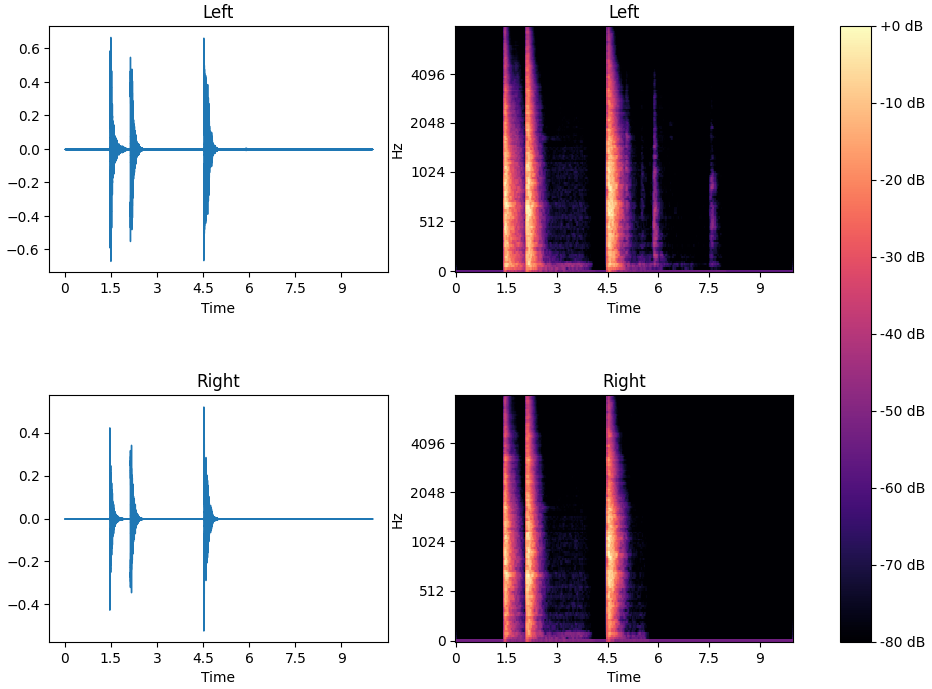 Left
0.6
0.4
0.2
0.0
−0.2
−0.4
−0.6
0 1.5 3 4.5 6 7.5 9
Time
Left
4096
2048
1024
512
0
Hz
0 1.5 3 4.5 6 7.5 9
Time
Right
0.4
0.2
0.0
−0.2
−0.4
0 1.5 3 4.5 6 7.5 9
Time
Right
4096
2048
1024
512
0
Hz
0 1.5 3 4.5 6 7.5 9
Time
+0 dB
-10 dB
-20 dB
-30 dB
-40 dB
-50 dB
-60 dB
-70 dB
-80 dB